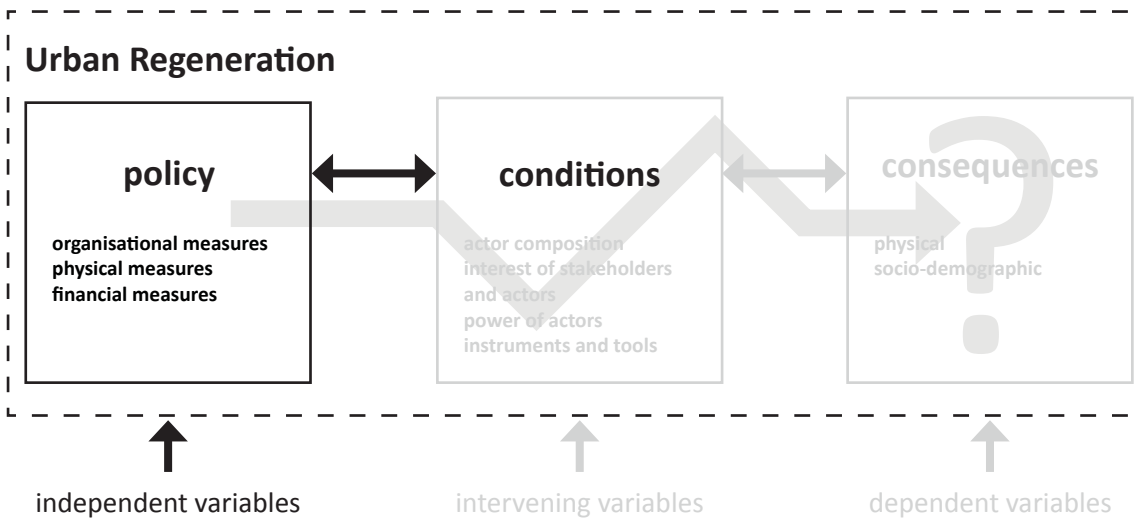 Urban Regeneration
policy
organisational measures
physical measures
financial measures
conditions
actor composition
interest of stakeholders
and actors
power of actors
instruments and tools
consequences
physical
socio-demographic
?
independent variables
intervening variables
dependent variables